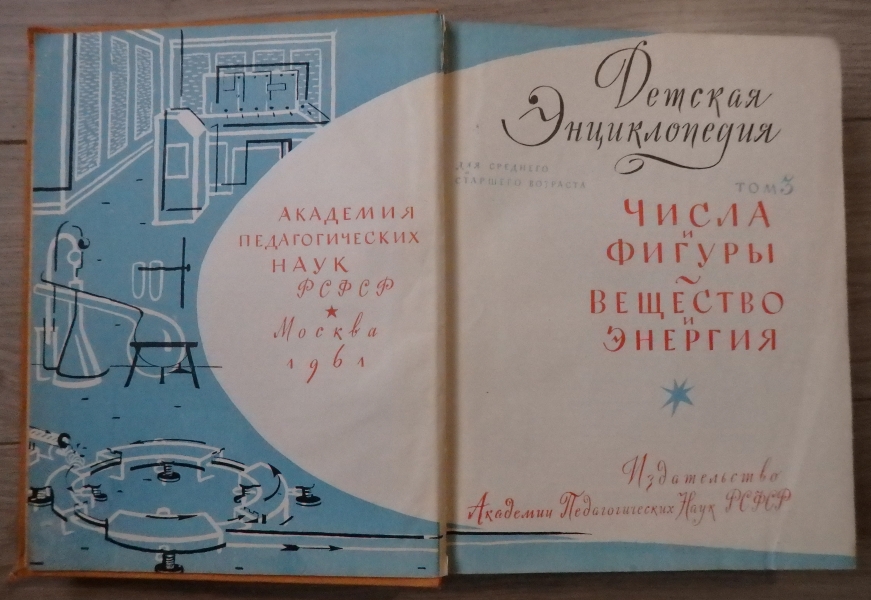 АКАДЕМИЯ
ПЕДАГОГИЧЕСКИХ
НАУК
РСФСР
Москва
1961
Детская
Энциклопедия
ДЛЯ СРЕДНЕГО
И СТАРШЕГО ВОЗРАСТА
ТОМ 3
ЧИСЛА
И
ФИГУРЫ
~
ВЕЩЕСТВО
И
ЭНЕРГИЯ
Издательство
Академии Педагогических Наук РСФСР